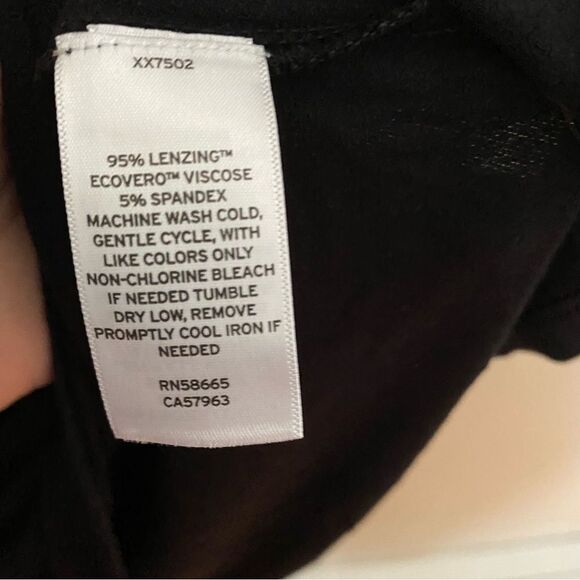 XX7502
95% LENZING™
ECOVERO™ VISCOSE
5% SPANDEX
MACHINE WASH COLD,
GENTLE CYCLE, WITH
LIKE COLORS ONLY
NON-CHLORINE BLEACH
IF NEEDED TUMBLE
DRY LOW, REMOVE
PROMPTLY COOL IRON IF
NEEDED
RN58665
CA57963